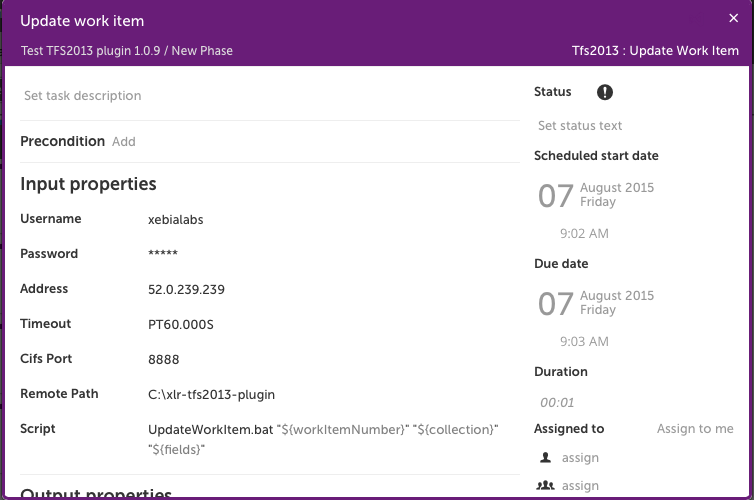 Update work item
×
Test TFS2013 plugin 1.0.9 / New Phase
Tfs2013 : Update Work Item
Set task description
Precondition Add
Input properties
Username xebialabs
Password *****
Address 52.0.239.239
Timeout PT60.000S
Cifs Port 8888
Remote Path C:\xlr-tfs2013-plugin
Script UpdateWorkItem.bat "${workItemNumber}" "${collection}"
"${fields}"
Output properties
Status
Set status text
Scheduled start date
07 August 2015
Friday
9:02 AM
Due date
07 August 2015
Friday
9:03 AM
Duration
00:01
Assigned to Assign to me
assign
assign